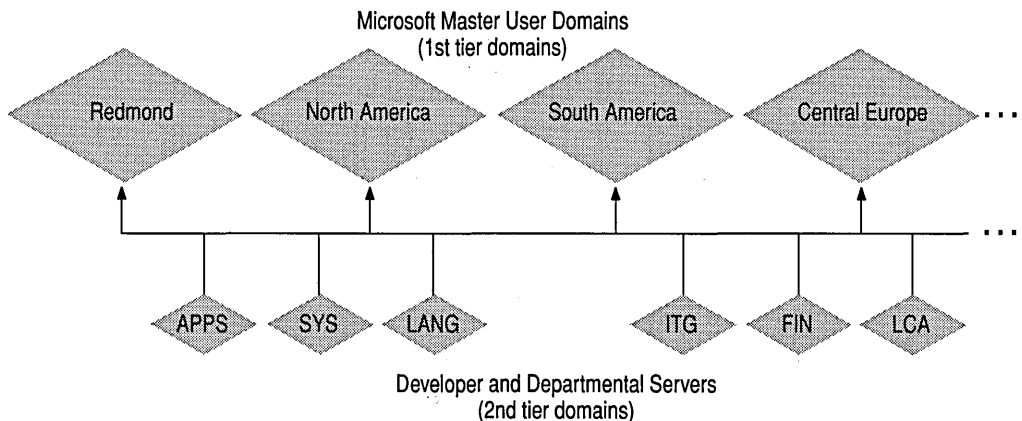 Microsoft Master User Domains
(1st tier domains)
Redmond
North America
South America
Central Europe
...
...
APPS
SYS
LANG
ITG
FIN
LCA
Developer and Departmental Servers
(2nd tier domains)